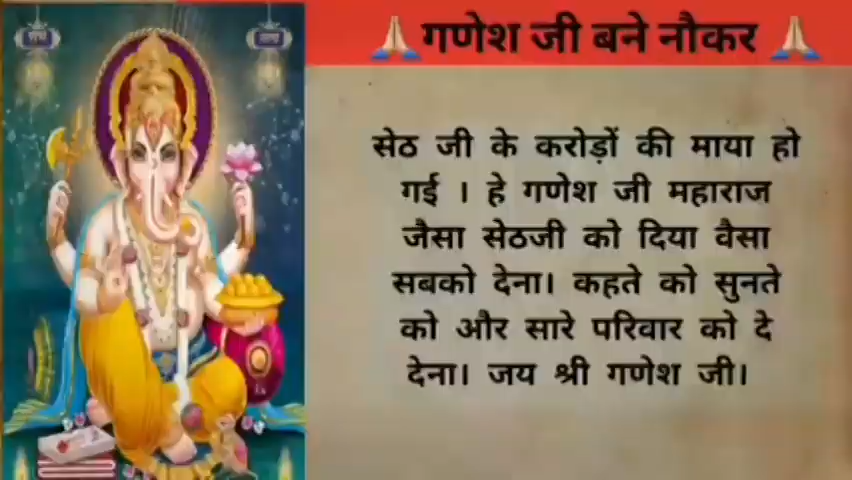 🙏गणेश जी बने नौकर 🙏
सेठ जी के करोड़ों की माया हो
गई । हे गणेश जी महाराज
जैसा सेठजी को दिया वैसा
सबको देना। कहते को सुनते
को और सारे परिवार को दे
देना। जय श्री गणेश जी।